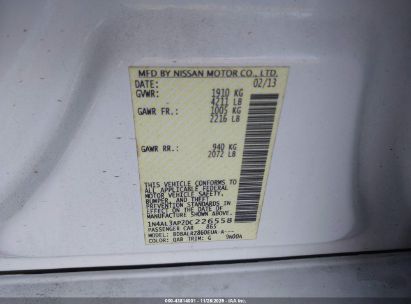 MFD BY NISSAN MOTOR CO., LTD.
DATE: 02/13
GVWR: 1910 KG
4211 LB
GAWR FR.: 1005 KG
2216 LB
GAWR RR.: 940 KG
2072 LB
THIS VEHICLE CONFORMS TO
ALL APPLICABLE FEDERAL
MOTOR VEHICLE SAFETY,
BUMPER, AND THEFT
PREVENTION STANDARDS IN
EFFECT ON THE DATE OF
MANUFACTURE SHOWN ABOVE.
1N4AL3AP2DC226558
PASSENGER CAR 865
MODEL:
COLOR: QAB TRIM: G